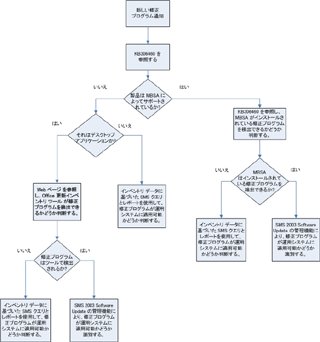 新しい修正
プログラム通知
KB306460 を
参照する
製品は MBSA に
よってサポートさ
れているか?
いいえ
はい
それはデスクトップ
アプリケーションか?
KB306460 を参照し、
MBSA がインストールされ
ている修正プログラムを
検出できるかどうか
判断する。
はい
いいえ
Web ページを参照
し、Office 更新インベ
ントリ ツール が修
正プログラムを検出でき
るかどうか判断する。
インベントリ データに
基づいた SMS クエリ
とレポートを使用して、
修正プログラムが運用
システムに適用可能
かどうか判断する。
MBSA
はインストールされて
いる修正プログラムを
検出できるか?
いいえ
はい
修正プログラム
はツールで検出
されるか?
インベントリ データに
基づいた SMS クエリと
レポートを使用して、修
正プログラムが運用シ
ステムに適用可能か
どうか判断する。
SMS 2003 Software
Update の管理機能に
より、修正プログラムが
運用システムに適用
可能かどうか
識別する。
いいえ
はい
インベントリ データに
基づいた SMS クエリと
レポートを使用して、修
正プログラムが運用シ
ステムに適用可能か
どうか判断する。
SMS 2003 Software
Update の管理機能によ
り、修正プログラムが運
用システムに適用可
能かどうか
識別する。